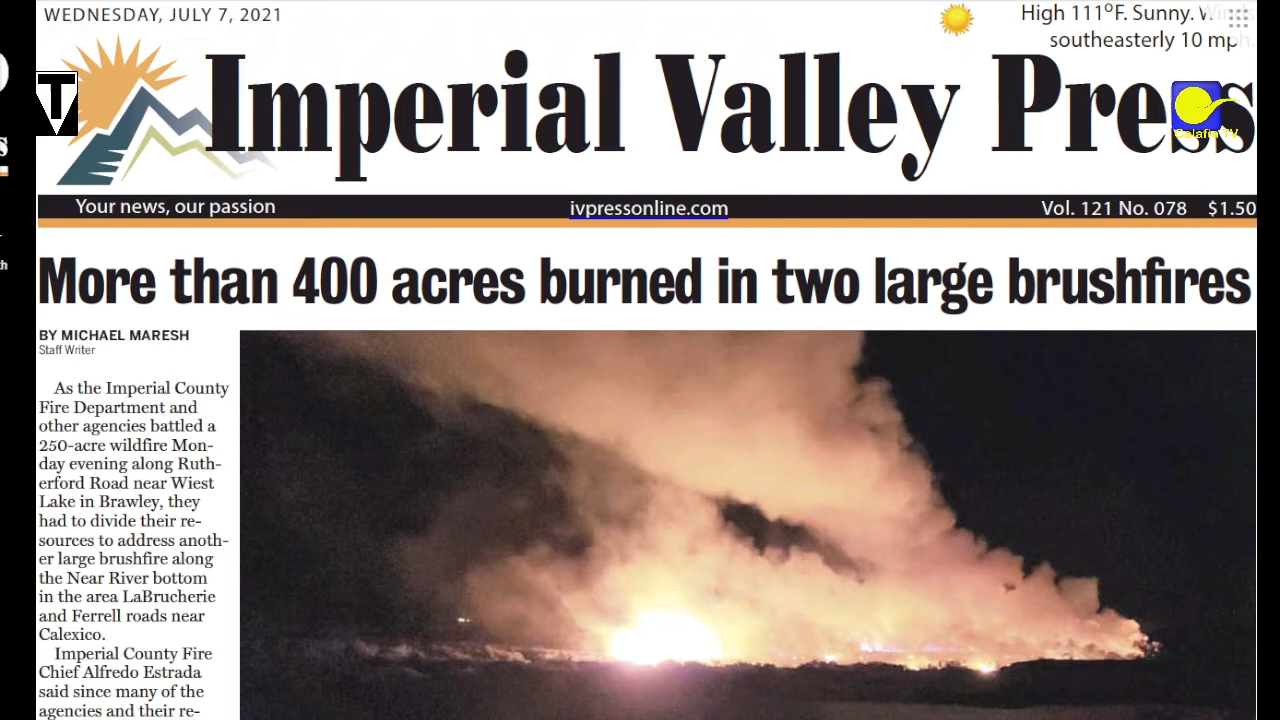 WEDNESDAY, JULY 7, 2021
High 111°F. Sunny. Winds
southeasterly 10 mph.
T
Imperial Valley Press
Calafia TV
Your news, our passion
ivpressonline.com
Vol. 121 No. 078 $1.50
More than 400 acres burned in two large brushfires
BY MICHAEL MARESH
Staff Writer
As the Imperial County
Fire Department and
other agencies battled a
250-acre wildfire Mon-
day evening along Ruth-
erford Road near Wiest
Lake in Brawley, they
had to divide their re-
sources to address anoth-
er large brushfire along
the Near River bottom
in the area LaBrucherie
and Ferrell roads near
Calexico.
Imperial County Fire
Chief Alfredo Estrada
said since many of the
agencies and their re-